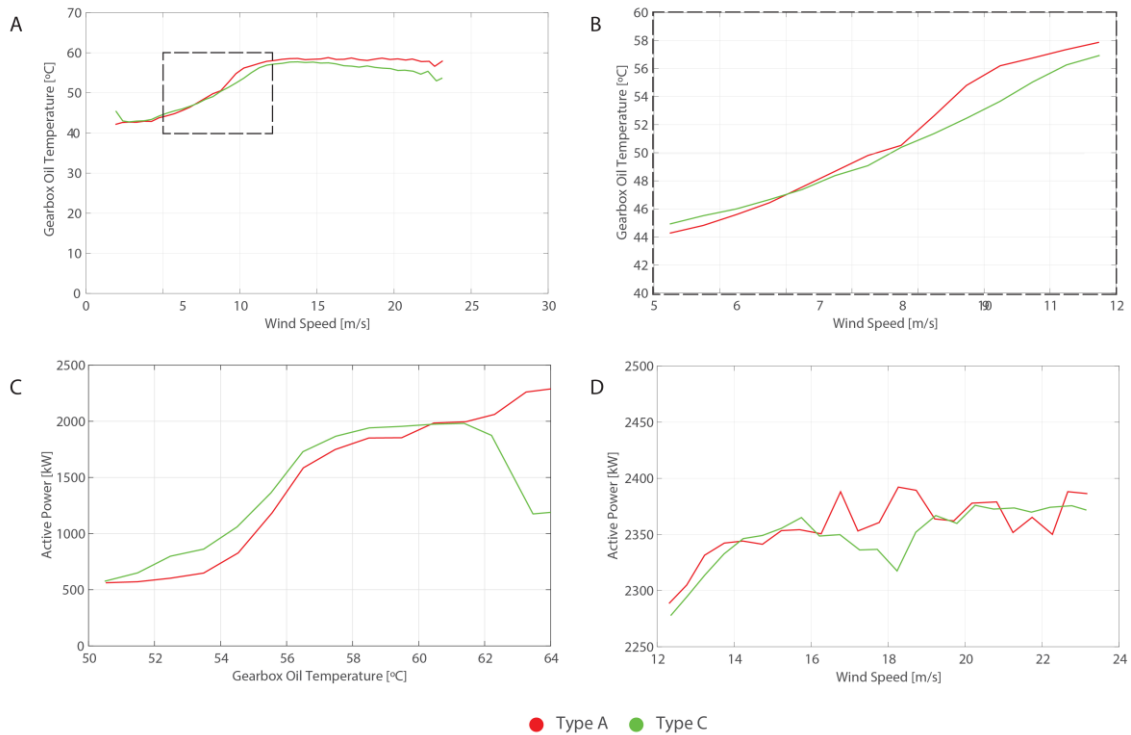 A
Gearbox Oil Temperature [ºC]
70
60
50
40
30
20
10
0
0 5 10 15 20 25 30
Wind Speed [m/s]
B
Gearbox Oil Temperature [ºC]
60
58
56
54
52
50
48
46
44
42
40
5 6 7 8 9 10 11 12
Wind Speed [m/s]
C
Active Power [kW]
2500
2000
1500
1000
500
0
50 52 54 56 58 60 62 64
Gearbox Oil Temperature [ºC]
D
Active Power [kW]
2500
2450
2400
2350
2300
2250
12 14 16 18 20 22 24
Wind Speed [m/s]
Type A Type C